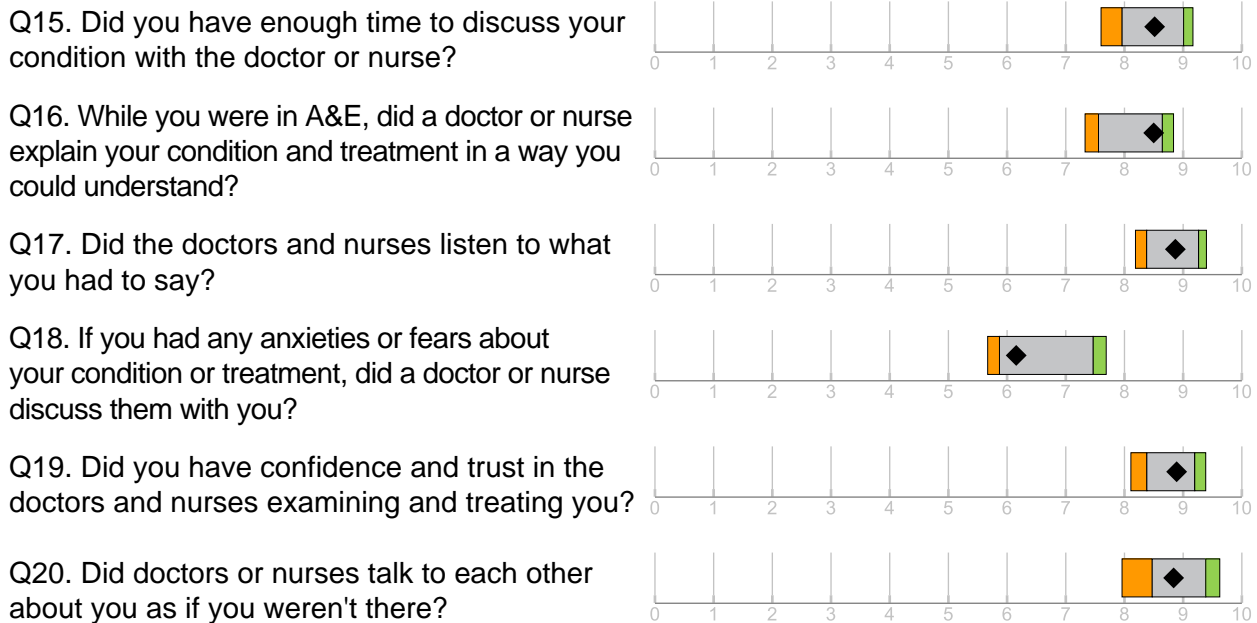 Q15. Did you have enough time to discuss your
condition with the doctor or nurse?
0 1 2 3 4 5 6 7 8 9 10
Q16. While you were in A&E, did a doctor or nurse
explain your condition and treatment in a way you
could understand?
0 1 2 3 4 5 6 7 8 9 10
Q17. Did the doctors and nurses listen to what
you had to say?
0 1 2 3 4 5 6 7 8 9 10
Q18. If you had any anxieties or fears about
your condition or treatment, did a doctor or nurse
discuss them with you?
0 1 2 3 4 5 6 7 8 9 10
Q19. Did you have confidence and trust in the
doctors and nurses examining and treating you?
0 1 2 3 4 5 6 7 8 9 10
Q20. Did doctors or nurses talk to each other
about you as if you weren't there?
0 1 2 3 4 5 6 7 8 9 10